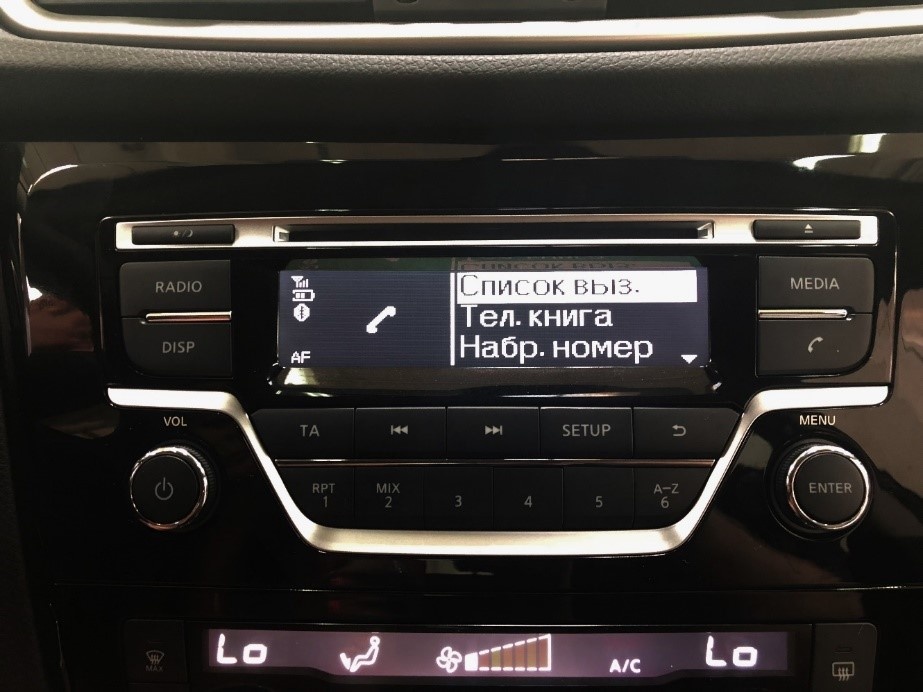 RADIO
DISP
Список выз.
Тел. книга
Набр. номер
AF
MEDIA
VOL
MENU
TA
SETUP
RPT
1
MIX
2
3
4
5
A-Z
6
ENTER
MAX
Lo
A/C
Lo